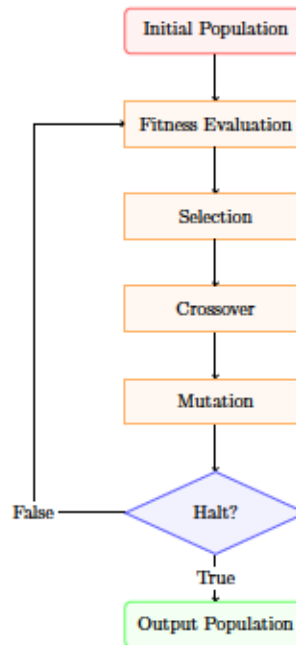 Initial Population
Fitness Evaluation
Selection
Crossover
Mutation
Halt?
False
True
Output Population